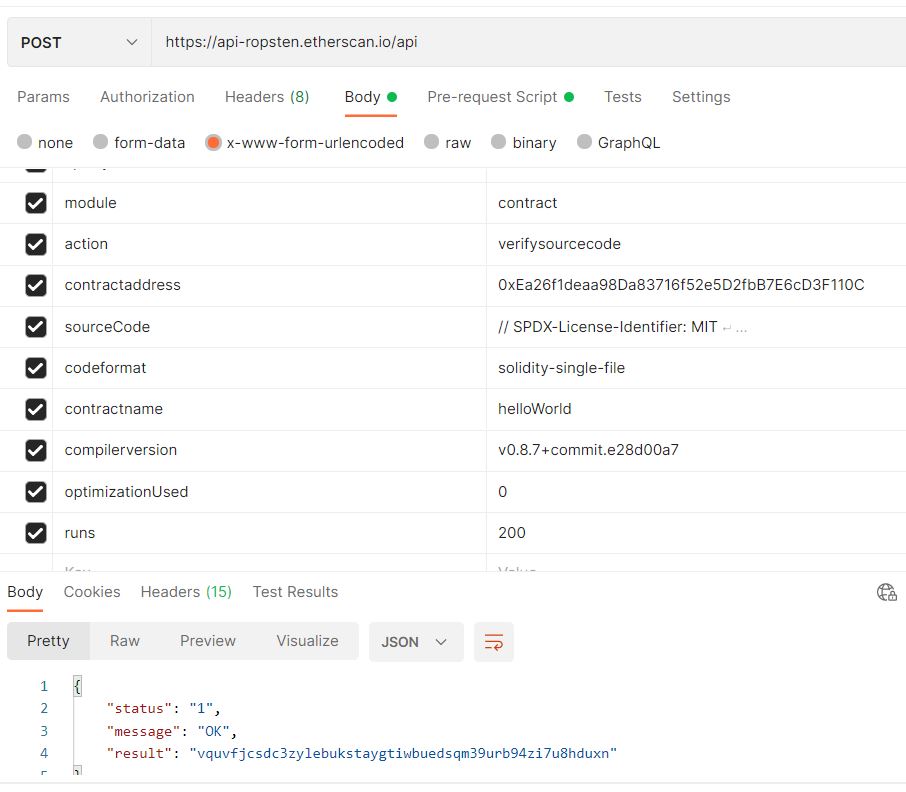 POST https://api-ropsten.etherscan.io/api
Params Authorization Headers (8) Body Pre-request Script Tests Settings
none form-data x-www-form-urlencoded raw binary GraphQL
module contract
action verifysourcecode
contractaddress 0xEa26f1deaa98Da83716f52e5D2fbB7E6cD3F110C
sourceCode // SPDX-License-Identifier: MIT ↵ ...
codeformat solidity-single-file
contractname helloWorld
compilerversion v0.8.7+commit.e28d00a7
optimizationUsed 0
runs 200
Key Value
Body Cookies Headers (15) Test Results
Pretty Raw Preview Visualize JSON
1 {
2 "status": "1",
3 "message": "OK",
4 "result": "vquvfjcsdc3zylebukstaygtiwbuedsqm39urb94zi7u8hduxn"
5 }